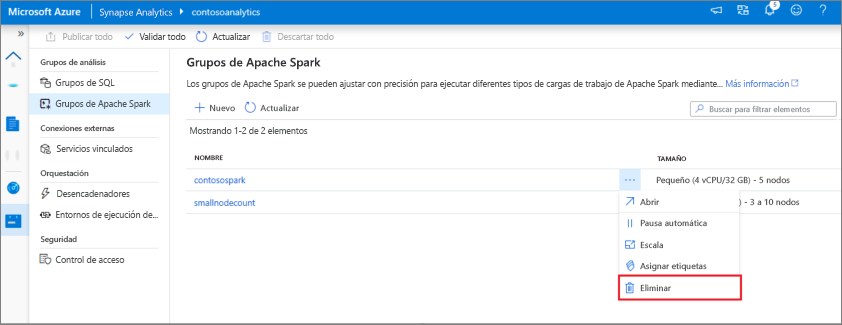 Microsoft Azure Synapse Analytics contosoanalytics 5 ?
» Publicar todo Validar todo Actualizar Descartar todo
Grupos de análisis
Grupos de SQL
Grupos de Apache Spark
Conexiones externas
Servicios vinculados
Orquestación
Desencadenadores
Entornos de ejecución de...
Seguridad
Control de acceso
Grupos de Apache Spark
Los grupos de Apache Spark se pueden ajustar con precisión para ejecutar diferentes tipos de cargas de trabajo de Apache Spark mediante... Más información
+ Nuevo Actualizar Buscar para filtrar elementos
Mostrando 1-2 de 2 elementos
NOMBRE TAMAÑO
contosospark ... Pequeño (4 vCPU/32 GB) - 5 nodos
smallnodecount ) - 3 a 10 nodos
Abrir
Pausa automática
Escala
Asignar etiquetas
Eliminar